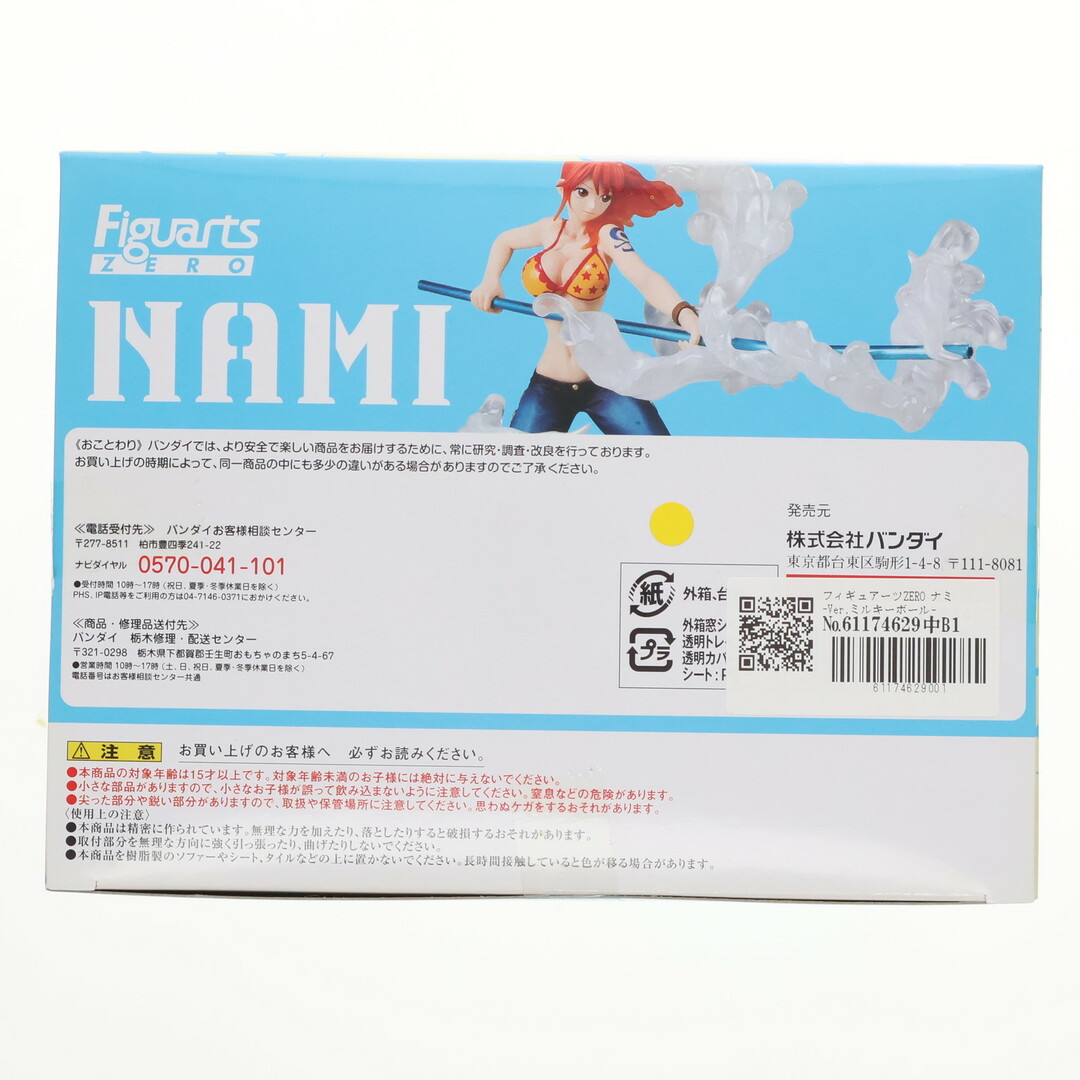 Figuarts
ZERO
NAMI
《おことわり》バンダイでは、より安全で楽しい商品をお届けするために、常に研究・調査・改良を行っております。
お買い上げの時期によって、同一商品の中にも多少の違いがある場合がありますのでご了承ください。
≪電話受付先≫ バンダイお客様相談センター
〒277-8511 柏市豊四季241-22
ナビダイヤル 0570-041-101
●受付時間 10時～17時(祝日、夏季・冬季休業日を除く)
PHS、IP電話等をご利用の方は04-7146-0371におかけください。
≪商品・修理品送付先≫
バンダイ 栃木修理・配送センター
〒321-0298 栃木県下都賀郡壬生町おもちゃのまち5-4-67
●営業時間 10時～17時(土、日、祝日、夏季・冬季休業日を除く)
電話番号はお客様相談センター共通
発売元
株式会社バンダイ
東京都台東区駒形1-4-8 〒111-8081
紙
外箱、台
プラ
外箱窓シ
透明トレ
透明カバ
シート:P
フィギュアーツZERO ナミ
-Ver.ミルキーボール-
No.61174629中B1
61174629001
注意 お買い上げのお客様へ 必ずお読みください。
●本商品の対象年齢は15才以上です。対象年齢未満のお子様には絶対に与えないでください。
●小さな部品がありますので、小さなお子様が誤って飲み込まないように注意してください。窒息などの危険があります。
●尖った部分や鋭い部分がありますので、取扱や保管場所に注意してください。思わぬケガをするおそれがあります。
〈使用上の注意〉
●本商品は精密に作られています。無理な力を加えたり、落としたりすると破損するおそれがあります。
●取付部分を無理な方向に強く引っ張ったり、曲げたりしないでください。
●本商品を樹脂製のソファーやシート、タイルなどの上に置かないでください。長時間接触していると色が移る場合があります。